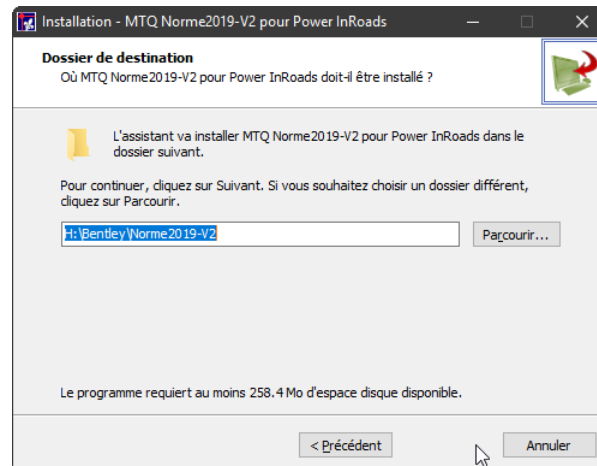 Installation - MTQ Norme2019-V2 pour Power InRoads
Dossier de destination
Où MTQ Norme2019-V2 pour Power InRoads doit-il être installé ?
L'assistant va installer MTQ Norme2019-V2 pour Power InRoads dans le
dossier suivant.
Pour continuer, cliquez sur Suivant. Si vous souhaitez choisir un dossier différent,
cliquez sur Parcourir.
H:\Bentley\Norme2019-V2
Parcourir...
Le programme requiert au moins 258.4 Mo d'espace disque disponible.
< Précédent
Annuler